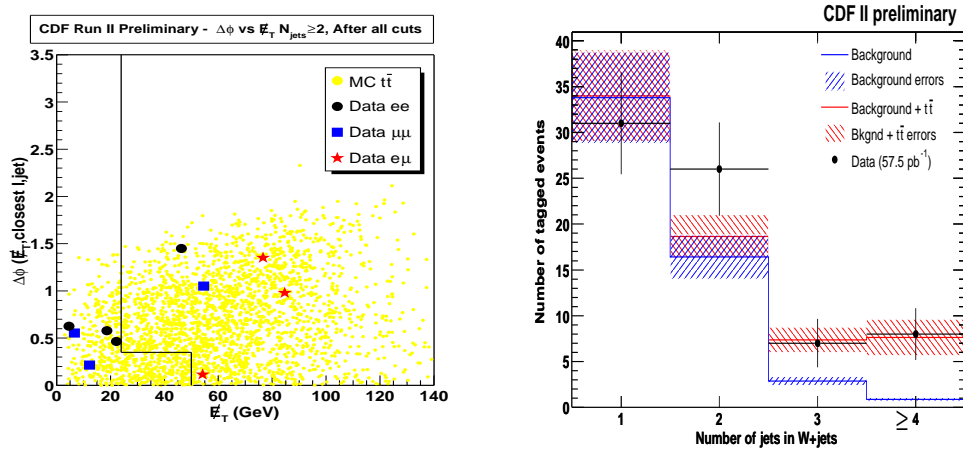 CDF Run II Preliminary - Δφ vs E̸_T N_jets≥2, After all cuts
Δφ (E̸_T,closest l,jet)
3.5
3
2.5
2
1.5
1
0.5
0
MC tt̄
Data ee
Data μμ
Data eμ
0 20 40 60 80 100 120 140
E̸_T (GeV)
CDF II preliminary
Number of tagged events
40
35
30
25
20
15
10
5
0
Background
Background errors
Background + tt̄
Bkgnd + tt̄ errors
Data (57.5 pb⁻¹)
1 2 3 ≥ 4
Number of jets in W+jets